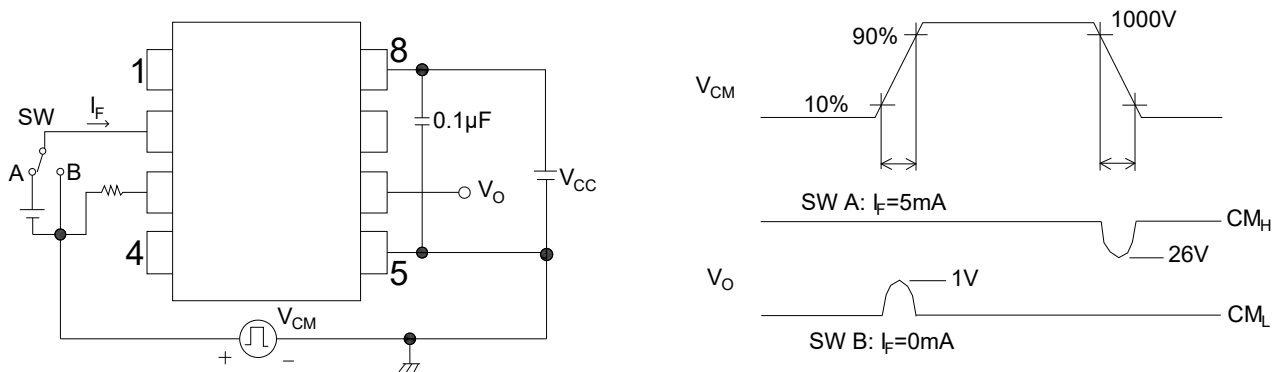 1
8
SW
I_F
A
B
0.1μF
V_O
V_CC
4
5
V_CM
+
−
V_CM
90%
10%
1000V
SW A: I_F=5mA
CM_H
26V
V_O
1V
CM_L
SW B: I_F=0mA